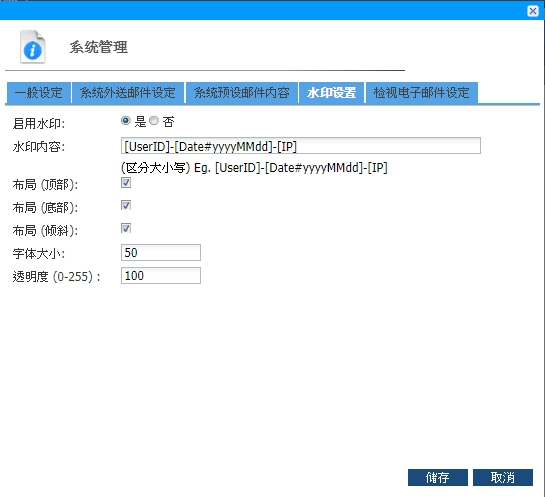 系统管理
一般设定 系统外送邮件设定 系统预设邮件内容 水印设置 检视电子邮件设定
启用水印: 是 否
水印内容: [UserID]-[Date#yyyyMMdd]-[IP]
(区分大小写) Eg. [UserID]-[Date#yyyyMMdd]-[IP]
布局 (顶部):
布局 (底部):
布局 (倾斜):
字体大小: 50
透明度 (0-255) : 100
储存 取消